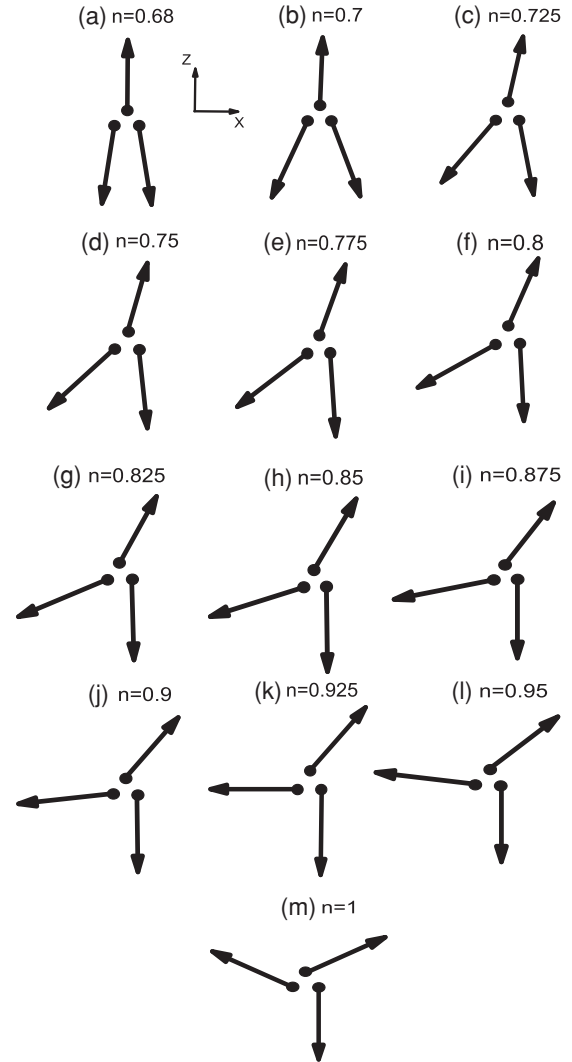 (a) n=0.68
(b) n=0.7
(c) n=0.725
Z
X
(d) n=0.75
(e) n=0.775
(f) n=0.8
(g) n=0.825
(h) n=0.85
(i) n=0.875
(j) n=0.9
(k) n=0.925
(l) n=0.95
(m) n=1